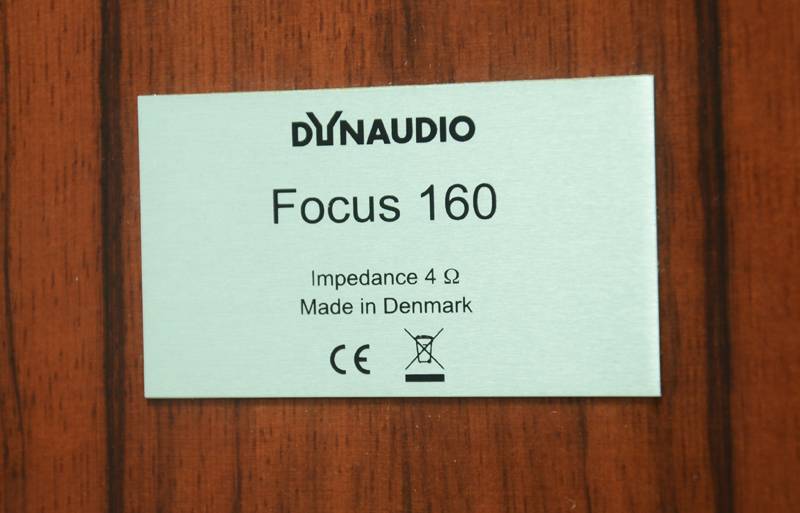 DYNAUDIO
Focus 160
Impedance 4 Ω
Made in Denmark
CE